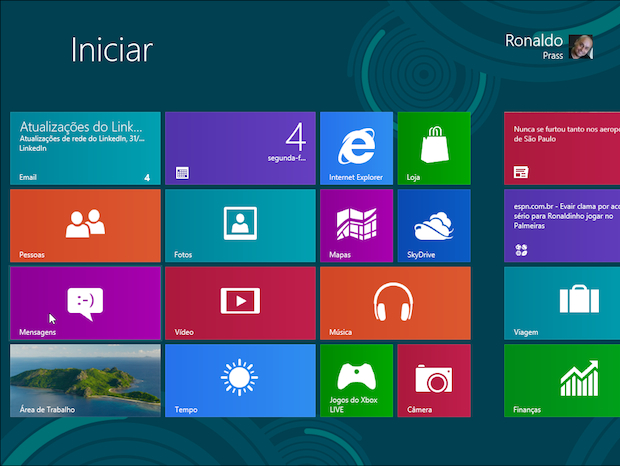 Iniciar
Ronaldo
Prass
Atualizações do Link...
Atualizações de rede do LinkedIn, 31/...
LinkedIn
Email
4
4
segunda-f...
Internet Explorer
Loja
Nunca se furtou tanto nos aeropo
de São Paulo
Pessoas
Fotos
Mapas
SkyDrive
espn.com.br - Evair clama por aco
sério para Ronaldinho jogar no
Palmeiras
:-)
Mensagens
Vídeo
Música
Viagem
Área de Trabalho
Tempo
Jogos do Xbox
LIVE
Câmera
Finanças